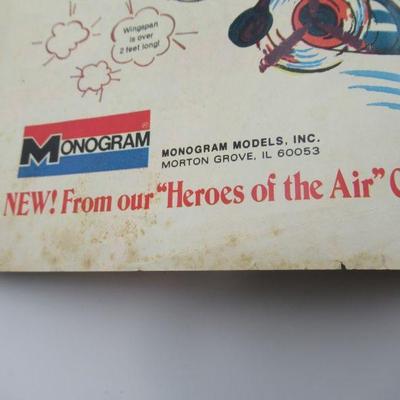 Wingspan
is over
2 feet long!
MONOGRAM®
MONOGRAM MODELS, INC.
MORTON GROVE, IL 60053
NEW! From our “Heroes of the Air” C